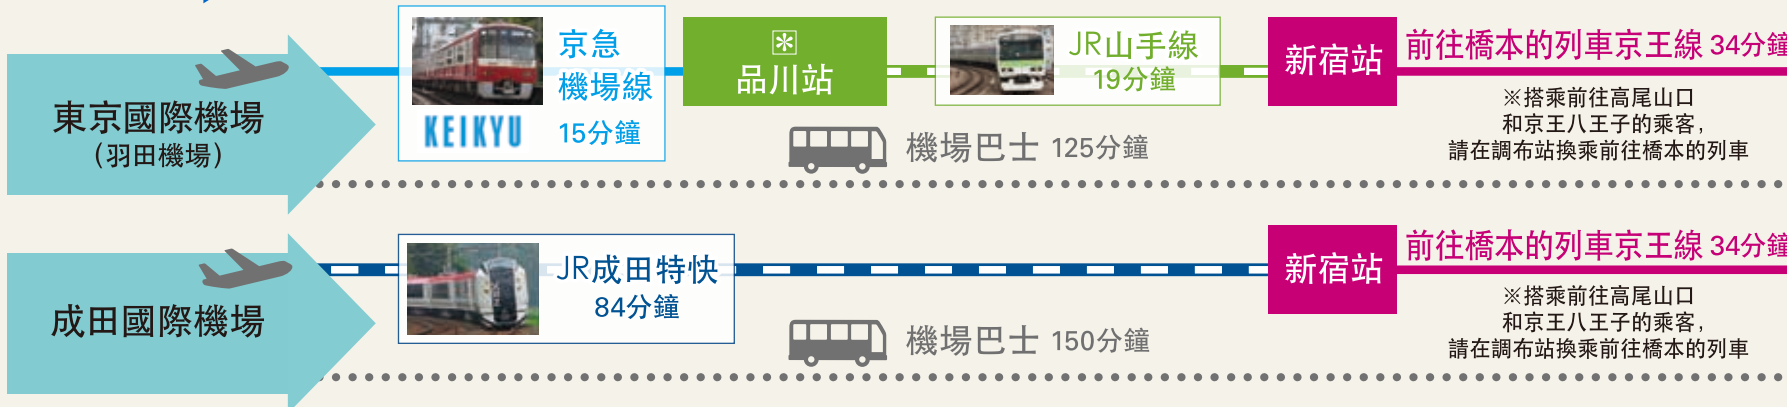 東京國際機場
(羽田機場)
京急
機場線
KEIKYU
15分鐘
品川站
JR山手線
19分鐘
機場巴士 125分鐘
新宿站
前往橋本的列車京王線 34分鐘
※搭乘前往高尾山口
和京王八王子的乘客,
請在調布站換乘前往橋本的列車
成田國際機場
JR成田特快
84分鐘
機場巴士 150分鐘
新宿站
前往橋本的列車京王線 34分鐘
※搭乘前往高尾山口
和京王八王子的乘客,
請在調布站換乘前往橋本的列車